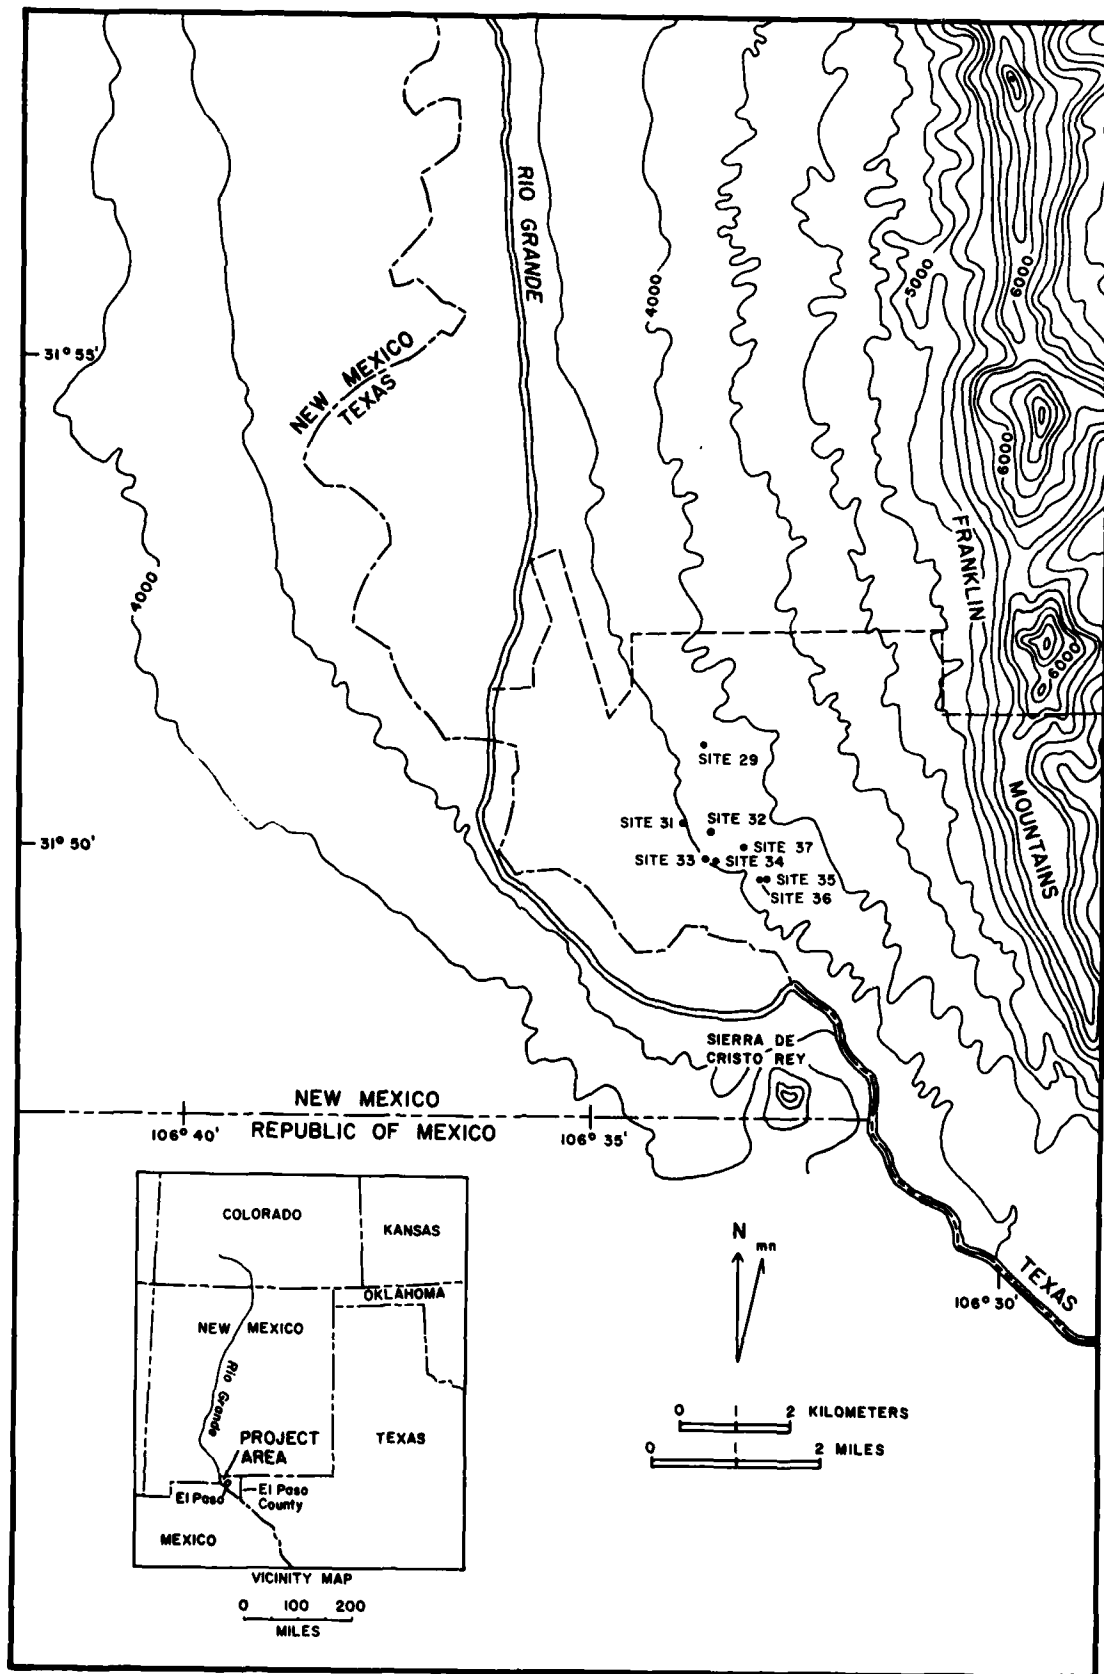 RIO GRANDE
4000
5000
6000
31° 55'
NEW MEXICO
TEXAS
6000
FRANKLIN
4000
6000
SITE 29
MOUNTAINS
SITE 31
SITE 32
31° 50'
SITE 37
SITE 33
SITE 34
SITE 35
SITE 36
SIERRA DE
CRISTO REY
NEW MEXICO
106° 40'
REPUBLIC OF MEXICO
106° 35'
COLORADO
KANSAS
N
mn
OKLAHOMA
TEXAS
106° 30'
NEW MEXICO
Rio Grande
PROJECT
AREA
TEXAS
0 2 KILOMETERS
0 2 MILES
El Paso
El Paso
County
MEXICO
VICINITY MAP
0 100 200
MILES